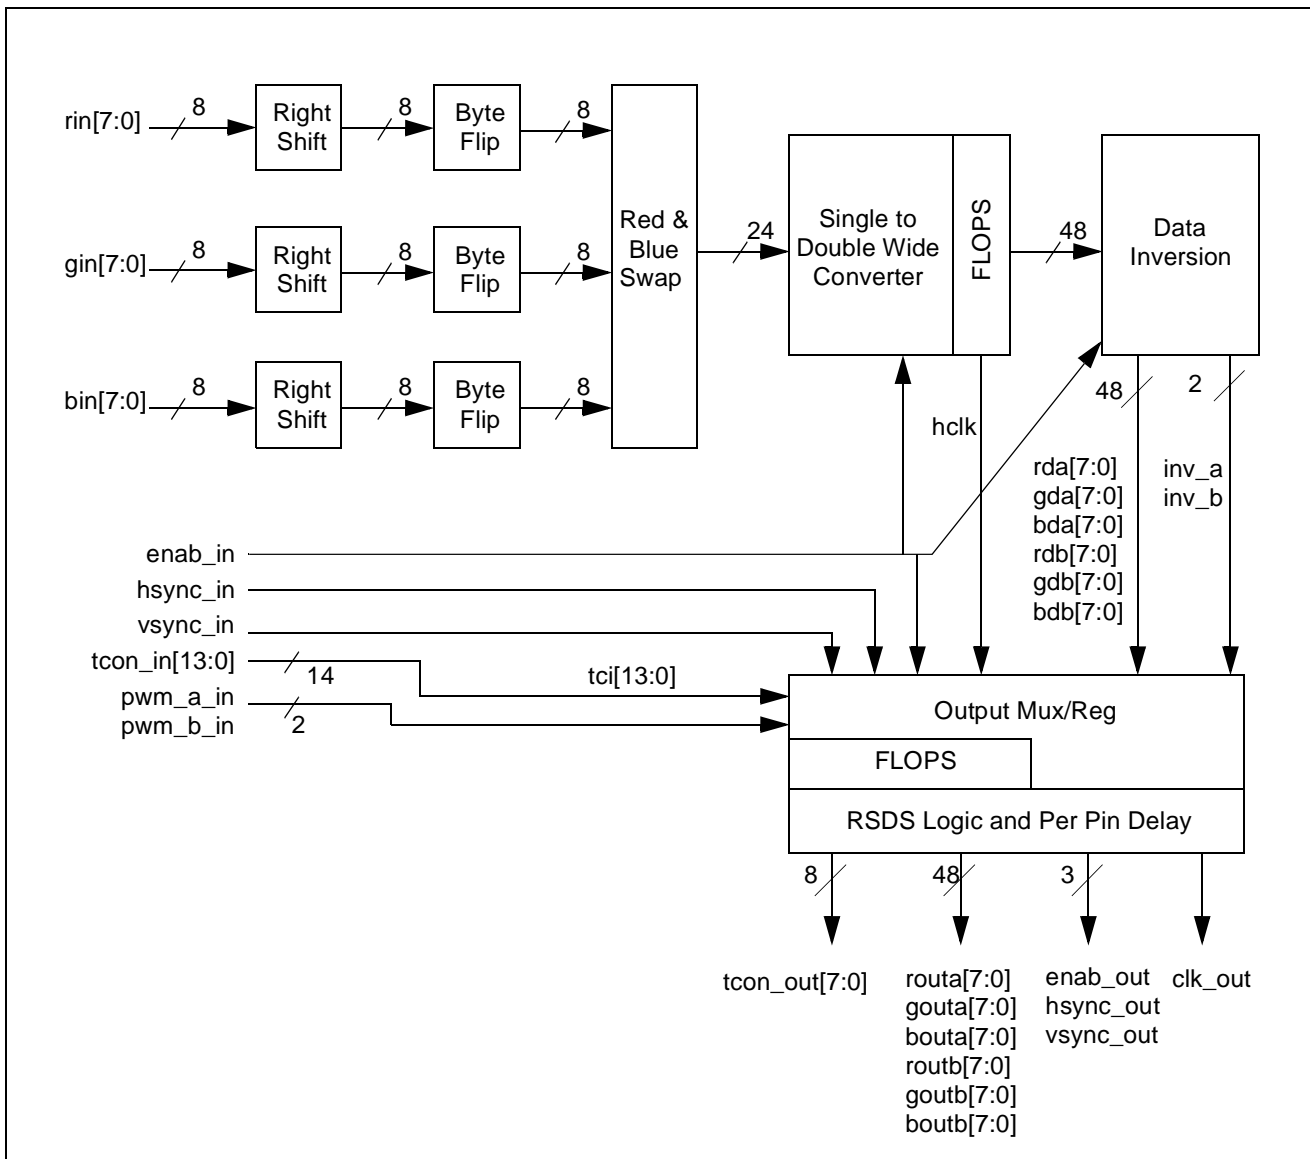 rin[7:0]
8
Right
Shift
8
Byte
Flip
8
gin[7:0]
8
Right
Shift
8
Byte
Flip
8
bin[7:0]
8
Right
Shift
8
Byte
Flip
8
Red &
Blue
Swap
24
Single to
Double Wide
Converter
FLOPS
48
Data
Inversion
hclk
48
2
rda[7:0]
gda[7:0]
bda[7:0]
rdb[7:0]
gdb[7:0]
bdb[7:0]
inv_a
inv_b
enab_in
hsync_in
vsync_in
tcon_in[13:0]
14
tci[13:0]
pwm_a_in
pwm_b_in
2
Output Mux/Reg
FLOPS
RSDS Logic and Per Pin Delay
8
48
3
tcon_out[7:0]
routa[7:0]
gouta[7:0]
bouta[7:0]
routb[7:0]
goutb[7:0]
boutb[7:0]
enab_out
hsync_out
vsync_out
clk_out